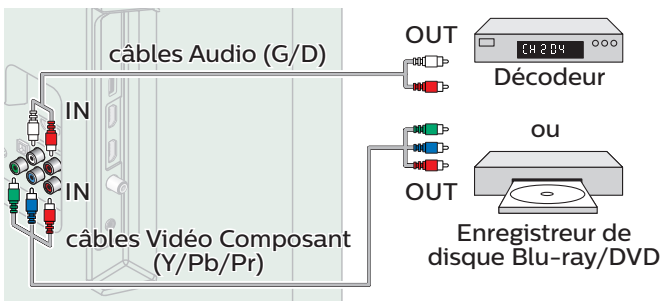 OUT
câbles Audio (G/D)
CH 204
Décodeur
IN
ou
IN
OUT
câbles Vidéo Composant
(Y/Pb/Pr)
Enregistreur de
disque Blu-ray/DVD